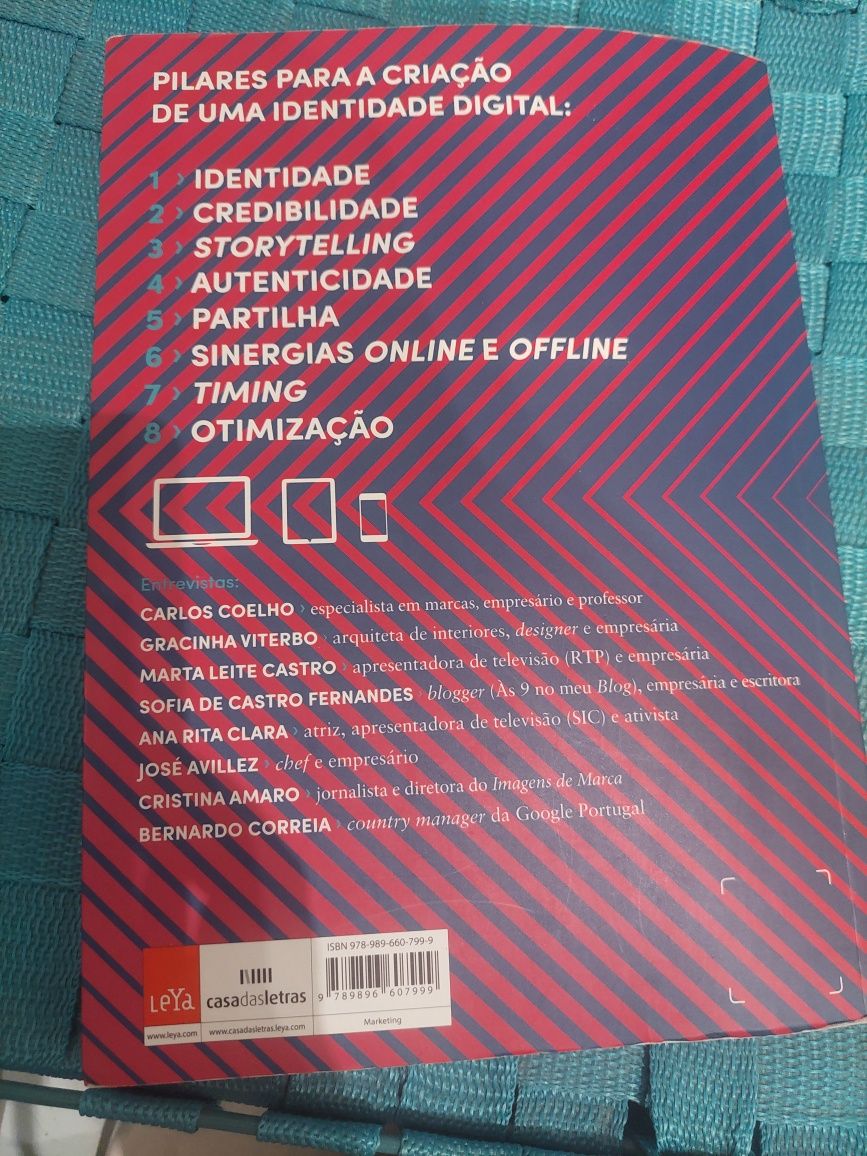 PILARES PARA A CRIAÇÃO
DE UMA IDENTIDADE DIGITAL:
1 › IDENTIDADE
2 › CREDIBILIDADE
3 › STORYTELLING
4 › AUTENTICIDADE
5 › PARTILHA
6 › SINERGIAS ONLINE E OFFLINE
7 › TIMING
8 › OTIMIZAÇÃO
Entrevistas:
CARLOS COELHO › especialista em marcas, empresário e professor
GRACINHA VITERBO › arquiteta de interiores, designer e empresária
MARTA LEITE CASTRO › apresentadora de televisão (RTP) e empresária
SOFIA DE CASTRO FERNANDES › blogger (Às 9 no meu Blog), empresária e escritora
ANA RITA CLARA › atriz, apresentadora de televisão (SIC) e ativista
JOSÉ AVILLEZ › chef e empresário
CRISTINA AMARO › jornalista e diretora do Imagens de Marca
BERNARDO CORREIA › country manager da Google Portugal
LeYa
www.leya.com
casadasletras
www.casadasletras.leya.com
ISBN 978-989-660-799-9
9 789896 607999
Marketing